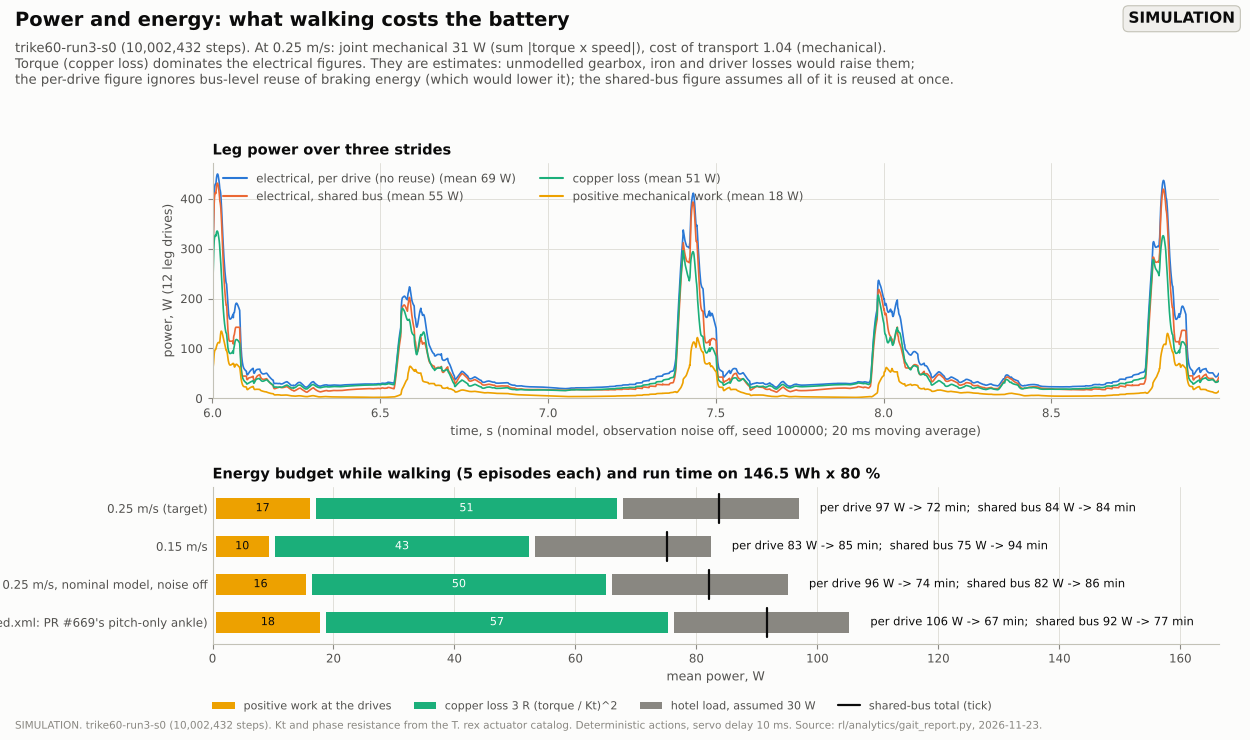 Power and energy: what walking costs the battery
SIMULATION
trike60-run3-s0 (10,002,432 steps). At 0.25 m/s: joint mechanical 31 W (sum |torque x speed|), cost of transport 1.04 (mechanical).
Torque (copper loss) dominates the electrical figures. They are estimates: unmodelled gearbox, iron and driver losses would raise them;
the per-drive figure ignores bus-level reuse of braking energy (which would lower it); the shared-bus figure assumes all of it is reused at once.
Leg power over three strides
electrical, per drive (no reuse) (mean 69 W)
copper loss (mean 51 W)
electrical, shared bus (mean 55 W)
positive mechanical work (mean 18 W)
power, W (12 leg drives)
400
300
200
100
0
6.0 6.5 7.0 7.5 8.0 8.5
time, s (nominal model, observation noise off, seed 100000; 20 ms moving average)
Energy budget while walking (5 episodes each) and run time on 146.5 Wh x 80 %
0.25 m/s (target) 17 51 per drive 97 W -> 72 min; shared bus 84 W -> 84 min
0.15 m/s 10 43 per drive 83 W -> 85 min; shared bus 75 W -> 94 min
0.25 m/s, nominal model, noise off 16 50 per drive 96 W -> 74 min; shared bus 82 W -> 86 min
ed.xml: PR #669's pitch-only ankle) 18 57 per drive 106 W -> 67 min; shared bus 92 W -> 77 min
0 20 40 60 80 100 120 140 160
mean power, W
positive work at the drives
copper loss 3 R (torque / Kt)^2
hotel load, assumed 30 W
shared-bus total (tick)
SIMULATION. trike60-run3-s0 (10,002,432 steps). Kt and phase resistance from the T. rex actuator catalog. Deterministic actions, servo delay 10 ms. Source: rl/analytics/gait_report.py, 2026-11-23.